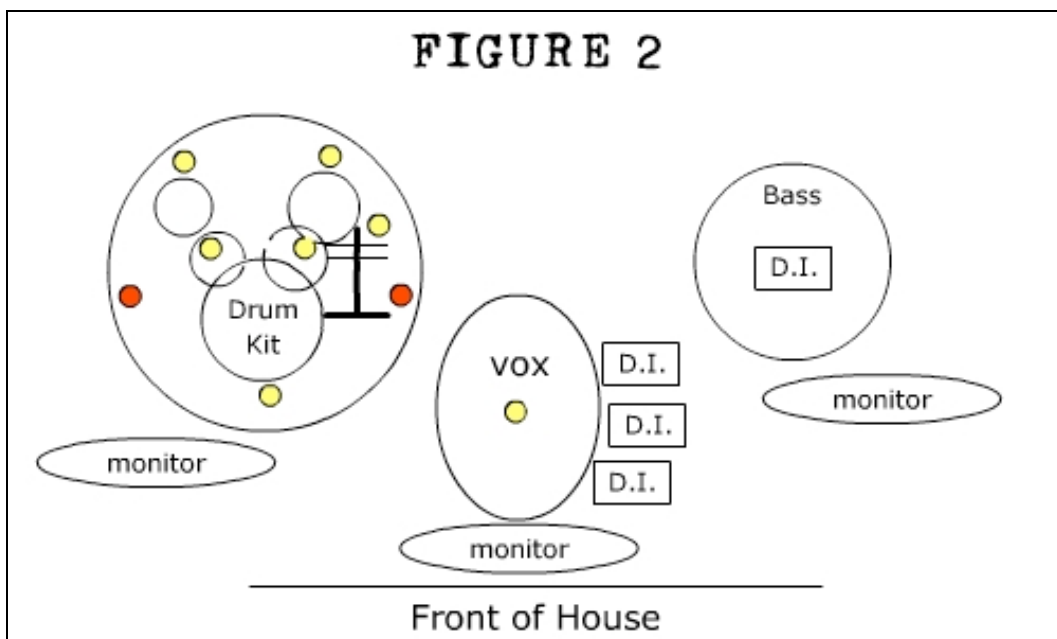 FIGURE 2
Bass
D.I.
Drum
Kit
vox
D.I.
D.I.
D.I.
monitor
monitor
monitor
Front of House